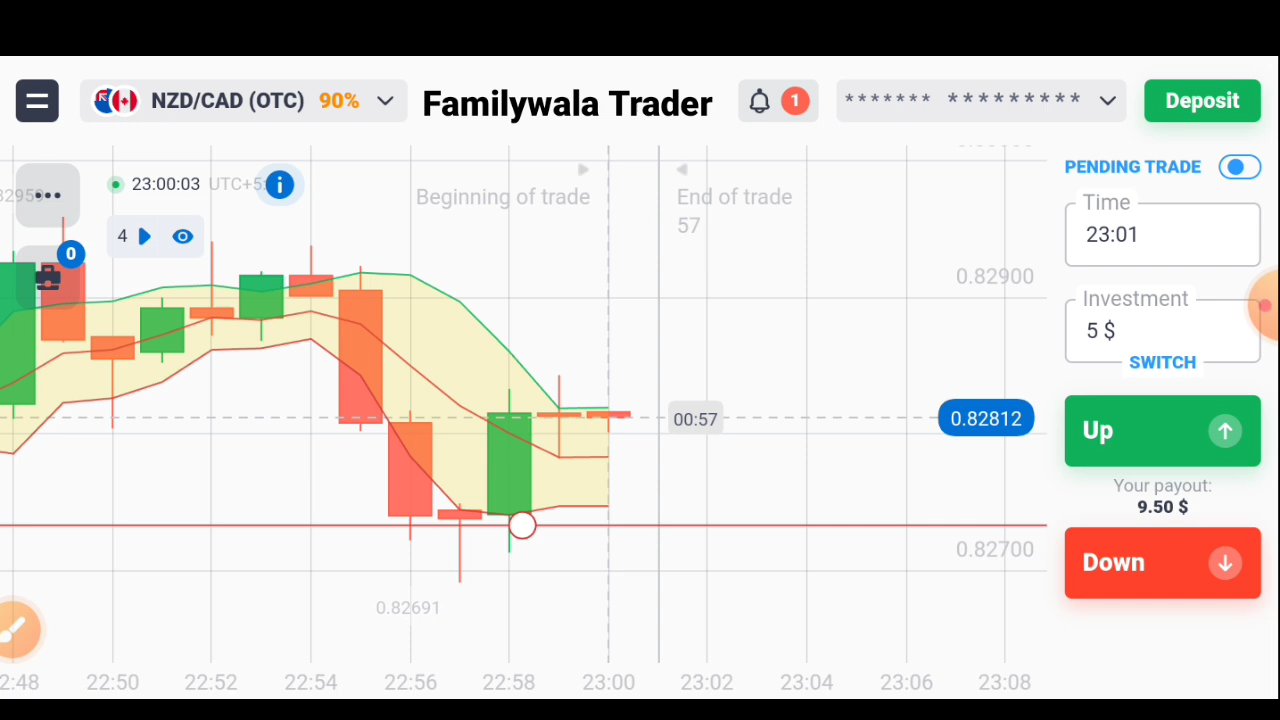 NZD/CAD (OTC) 90%
Familywala Trader
1
******* *********
Deposit
23:00:03 UTC+5:
i
Beginning of trade
End of trade
57
PENDING TRADE
Time
23:01
4
0
0.82900
Investment
5 $
SWITCH
00:57
0.82812
Up
Your payout:
9.50 $
0.82700
Down
0.82691
2:48 22:50 22:52 22:54 22:56 22:58 23:00 23:02 23:04 23:06 23:08